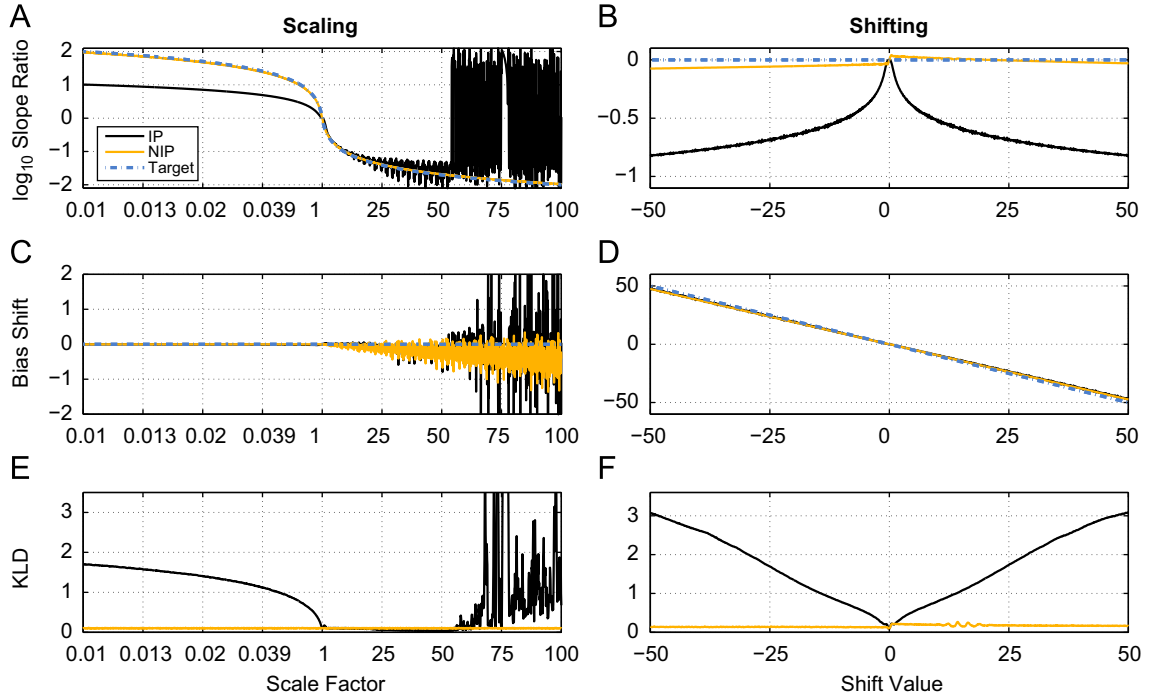 A
Scaling
B
Shifting
log10 Slope Ratio
2
1
0
−1
−2
IP
NIP
Target
0.01 0.013 0.02 0.039 1 25 50 75 100
0
−0.5
−1
−50 −25 0 25 50
C
D
Bias Shift
2
1
0
−1
−2
0.01 0.013 0.02 0.039 1 25 50 75 100
50
0
−50
−50 −25 0 25 50
E
F
KLD
3
2
1
0
0.01 0.013 0.02 0.039 1 25 50 75 100
Scale Factor
3
2
1
0
−50 −25 0 25 50
Shift Value